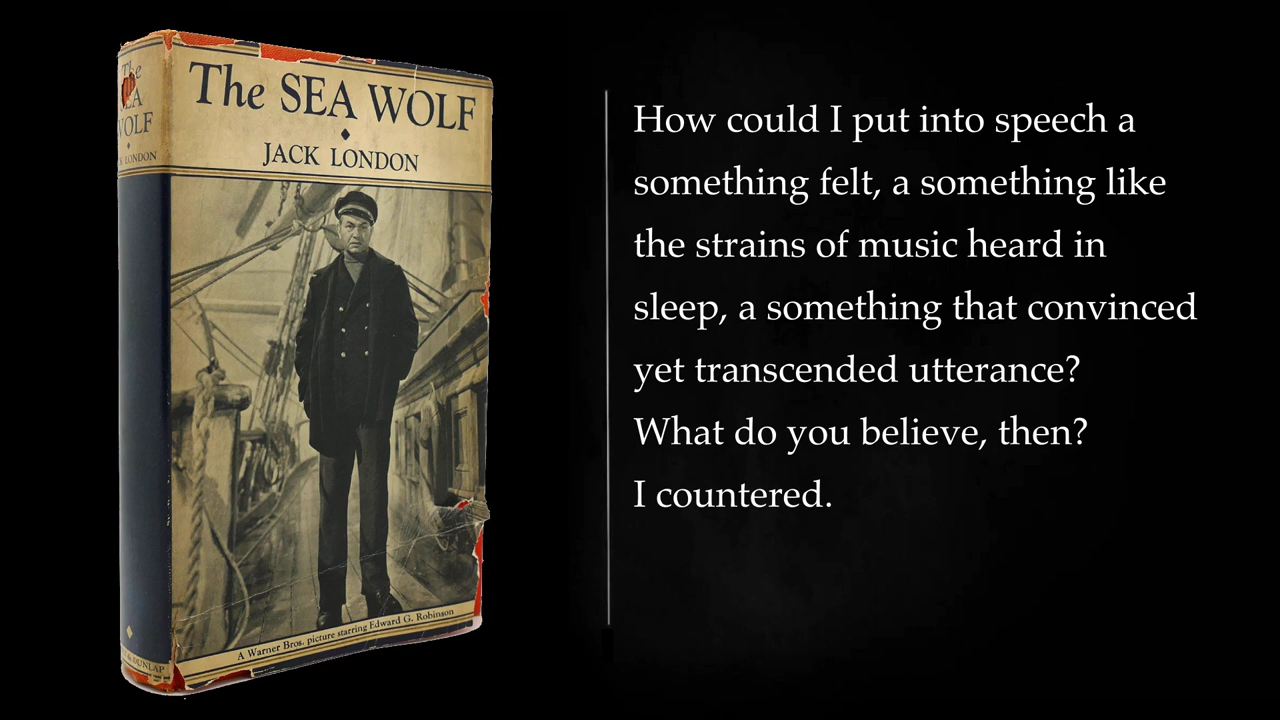 The SEA WOLF
JACK LONDON
The
SEA
WOLF
LONDON
A Warner Bros. picture starring Edward G. Robinson
DUNLAP
How could I put into speech a
something felt, a something like
the strains of music heard in
sleep, a something that convinced
yet transcended utterance?
What do you believe, then?
I countered.